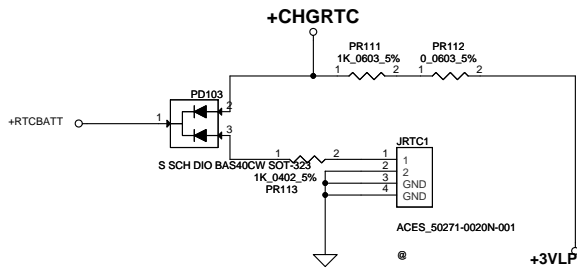 +CHGRTC
PR111
1K_0603_5%
1 2
PR112
0_0603_5%
1 2
PD103
+RTCBATT
1
2
3
S SCH DIO BAS40CW SOT-323
1 2
1K_0402_5%
PR113
JRTC1
1 1
2 2
3 GND
4 GND
ACES_50271-0020N-001
@
+3VLP